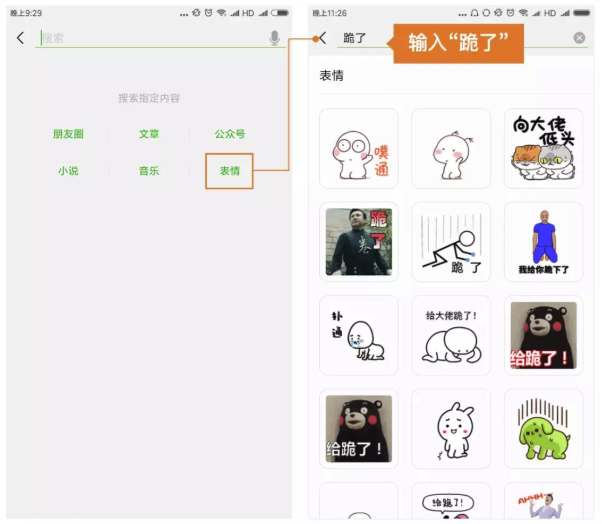 晚上9:29
HD
搜索
搜索指定内容
朋友圈
文章
公众号
小说
音乐
表情
晚上11:26
HD
跪了
输入“跪了”
表情
噗通
向大佬低头
跪了
跪了
我给你跪下了
扑通
给大佬跪了!
给跪了!
给跪了!
给跪了!
AHHH~